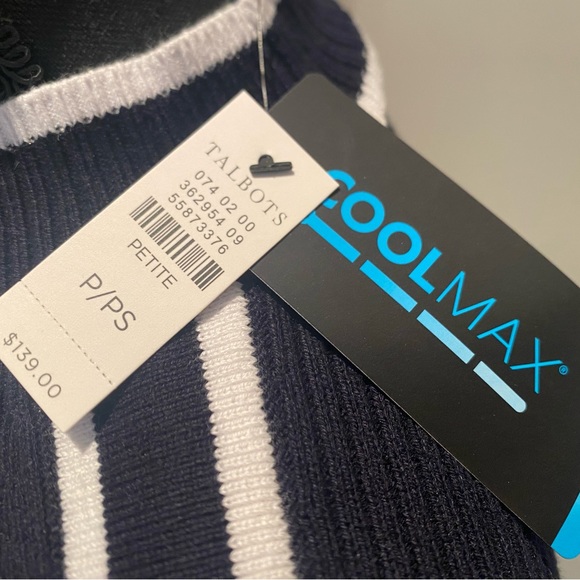 TALBOTS
074 02 00
362954 09
55873376
PETITE
P/PS
$139.00
COOLMAX®